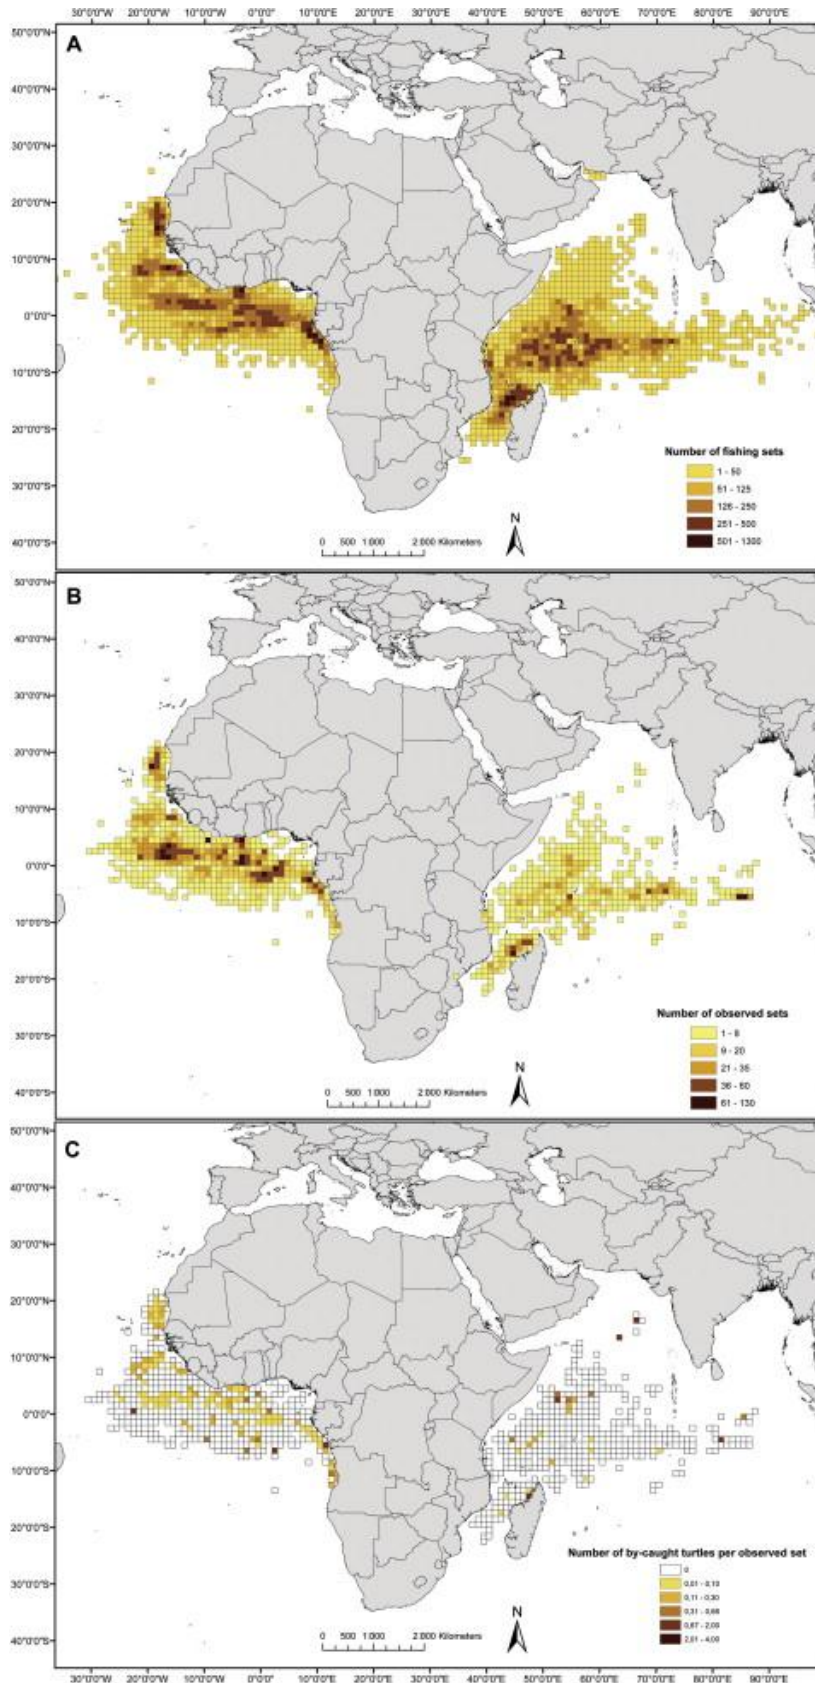 30°0'0"W 20°0'0"W 10°0'0"W 0°0'0" 10°0'0"E 20°0'0"E 30°0'0"E 40°0'0"E 50°0'0"E 60°0'0"E 70°0'0"E 80°0'0"E 90°0'0"E
A
50°0'0"N
40°0'0"N
30°0'0"N
20°0'0"N
10°0'0"N
0°0'0"
10°0'0"S
20°0'0"S
30°0'0"S
40°0'0"S
Number of fishing sets
1 - 50
51 - 125
126 - 250
251 - 500
501 - 1300
N
0 500 1 000 2 000 Kilometers
B
50°0'0"N
40°0'0"N
30°0'0"N
20°0'0"N
10°0'0"N
0°0'0"
10°0'0"S
20°0'0"S
30°0'0"S
40°0'0"S
Number of observed sets
1 - 8
9 - 20
21 - 35
36 - 60
61 - 130
N
0 500 1 000 2 000 Kilometers
C
50°0'0"N
40°0'0"N
30°0'0"N
20°0'0"N
10°0'0"N
0°0'0"
10°0'0"S
20°0'0"S
30°0'0"S
40°0'0"S
Number of by-caught turtles per observed set
0
0,01 - 0,10
0,11 - 0,30
0,31 - 0,66
0,67 - 2,00
2,01 - 4,00
N
0 500 1 000 2 000 Kilometers
30°0'0"W 20°0'0"W 10°0'0"W 0°0'0" 10°0'0"E 20°0'0"E 30°0'0"E 40°0'0"E 50°0'0"E 60°0'0"E 70°0'0"E 80°0'0"E 90°0'0"E